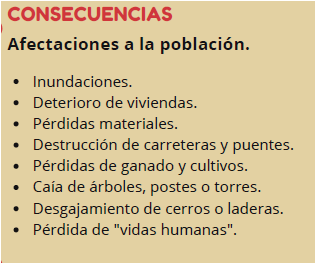 CONSECUENCIAS
Afectaciones a la población.
• Inundaciones.
• Deterioro de viviendas.
• Pérdidas materiales.
• Destrucción de carreteras y puentes.
• Pérdidas de ganado y cultivos.
• Caía de árboles, postes o torres.
• Desgajamiento de cerros o laderas.
• Pérdida de "vidas humanas".